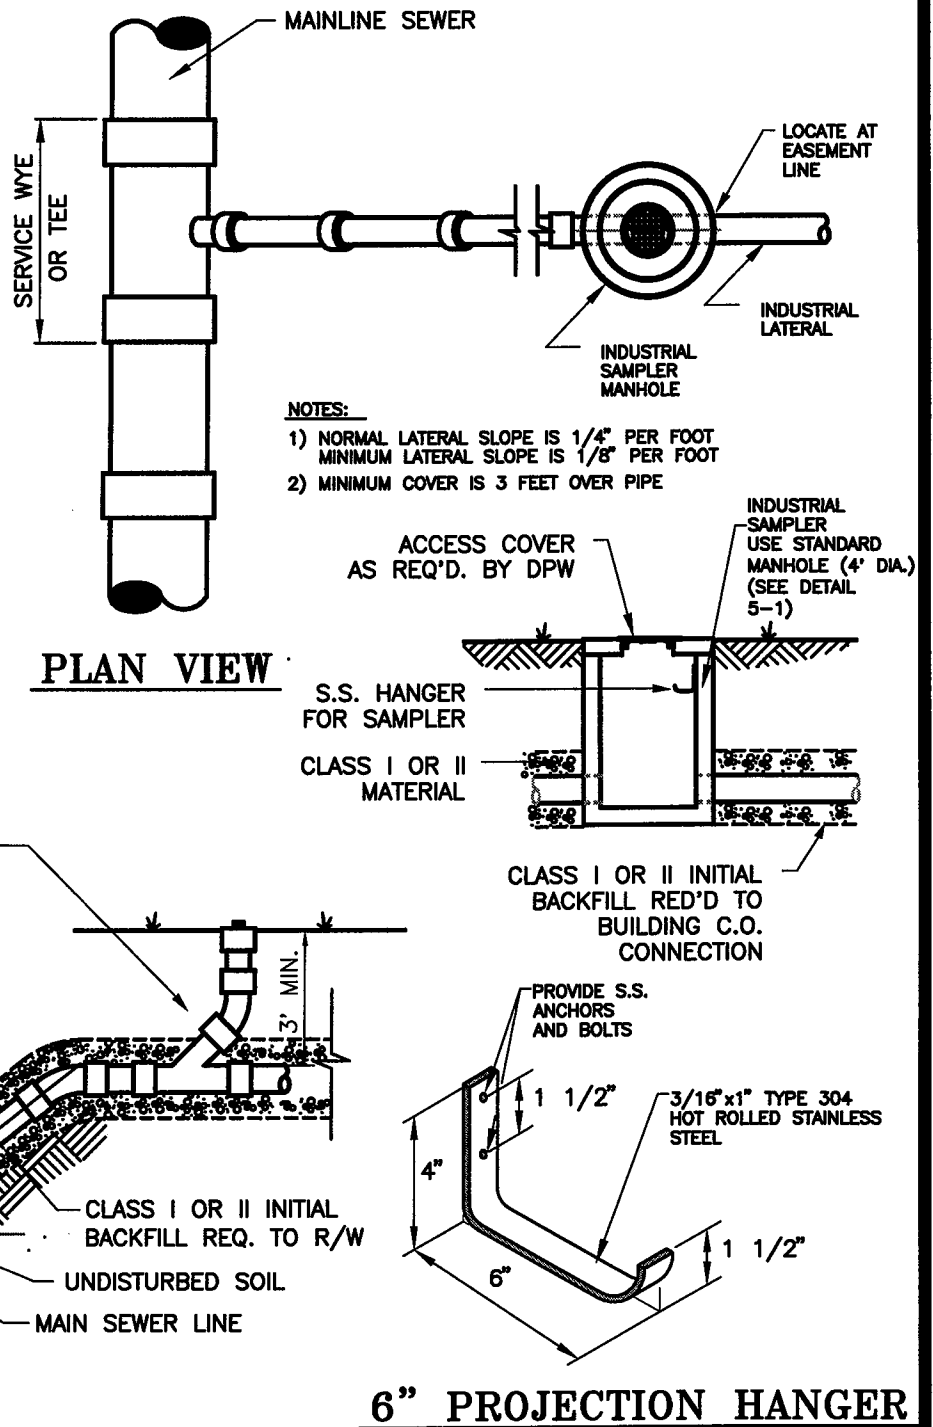 MAINLINE SEWER
SERVICE WYE
OR TEE
LOCATE AT
EASEMENT
LINE
INDUSTRIAL
LATERAL
INDUSTRIAL
SAMPLER
MANHOLE
NOTES:
1) NORMAL LATERAL SLOPE IS 1/4" PER FOOT
MINIMUM LATERAL SLOPE IS 1/8" PER FOOT
2) MINIMUM COVER IS 3 FEET OVER PIPE
PLAN VIEW
ACCESS COVER
AS REQ'D. BY DPW
INDUSTRIAL
SAMPLER
USE STANDARD
MANHOLE (4' DIA.)
(SEE DETAIL
5-1)
S.S. HANGER
FOR SAMPLER
CLASS I OR II
MATERIAL
CLASS I OR II INITIAL
BACKFILL RED'D TO
BUILDING C.O.
CONNECTION
3' MIN.
CLASS I OR II INITIAL
BACKFILL REQ. TO R/W
UNDISTURBED SOIL
MAIN SEWER LINE
PROVIDE S.S.
ANCHORS
AND BOLTS
1 1/2"
3/16"x1" TYPE 304
HOT ROLLED STAINLESS
STEEL
4"
6"
1 1/2"
6" PROJECTION HANGER